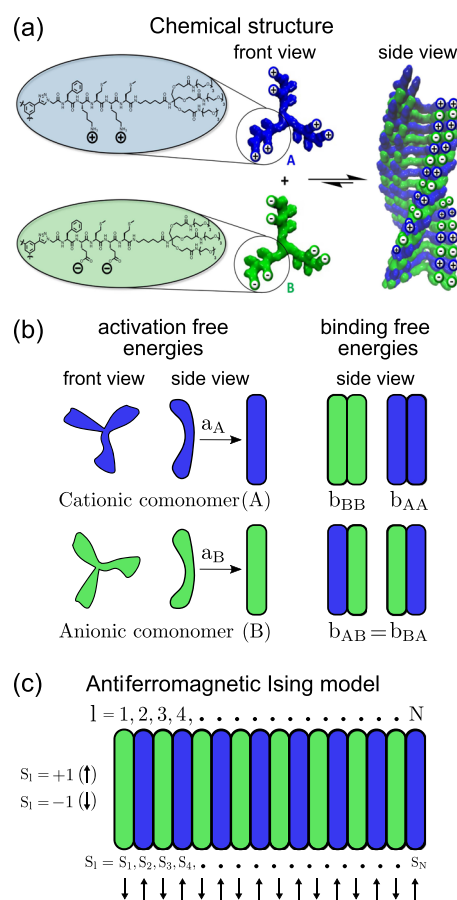 (a) Chemical structure
front view side view
A
+
B
(b) activation free energies binding free energies
front view side view side view
a_A
Cationic comonomer (A) b_BB b_AA
a_B
Anionic comonomer (B) b_AB = b_BA
(c) Antiferromagnetic Ising model
l = 1, 2, 3, 4, . . . . . . . . . . . . N
S_l = +1 (↑)
S_l = −1 (↓)
S_l = S_1, S_2, S_3, S_4, . . . . . . . . . . . . S_N